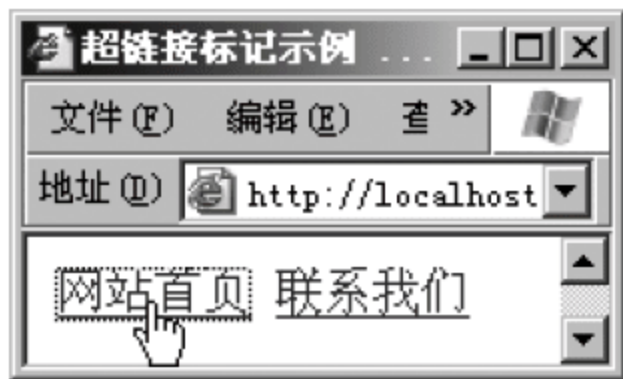 超链接标记示例 ...
文件(F) 编辑(E) 查 »
地址(D) http://localhost
网站首页 联系我们